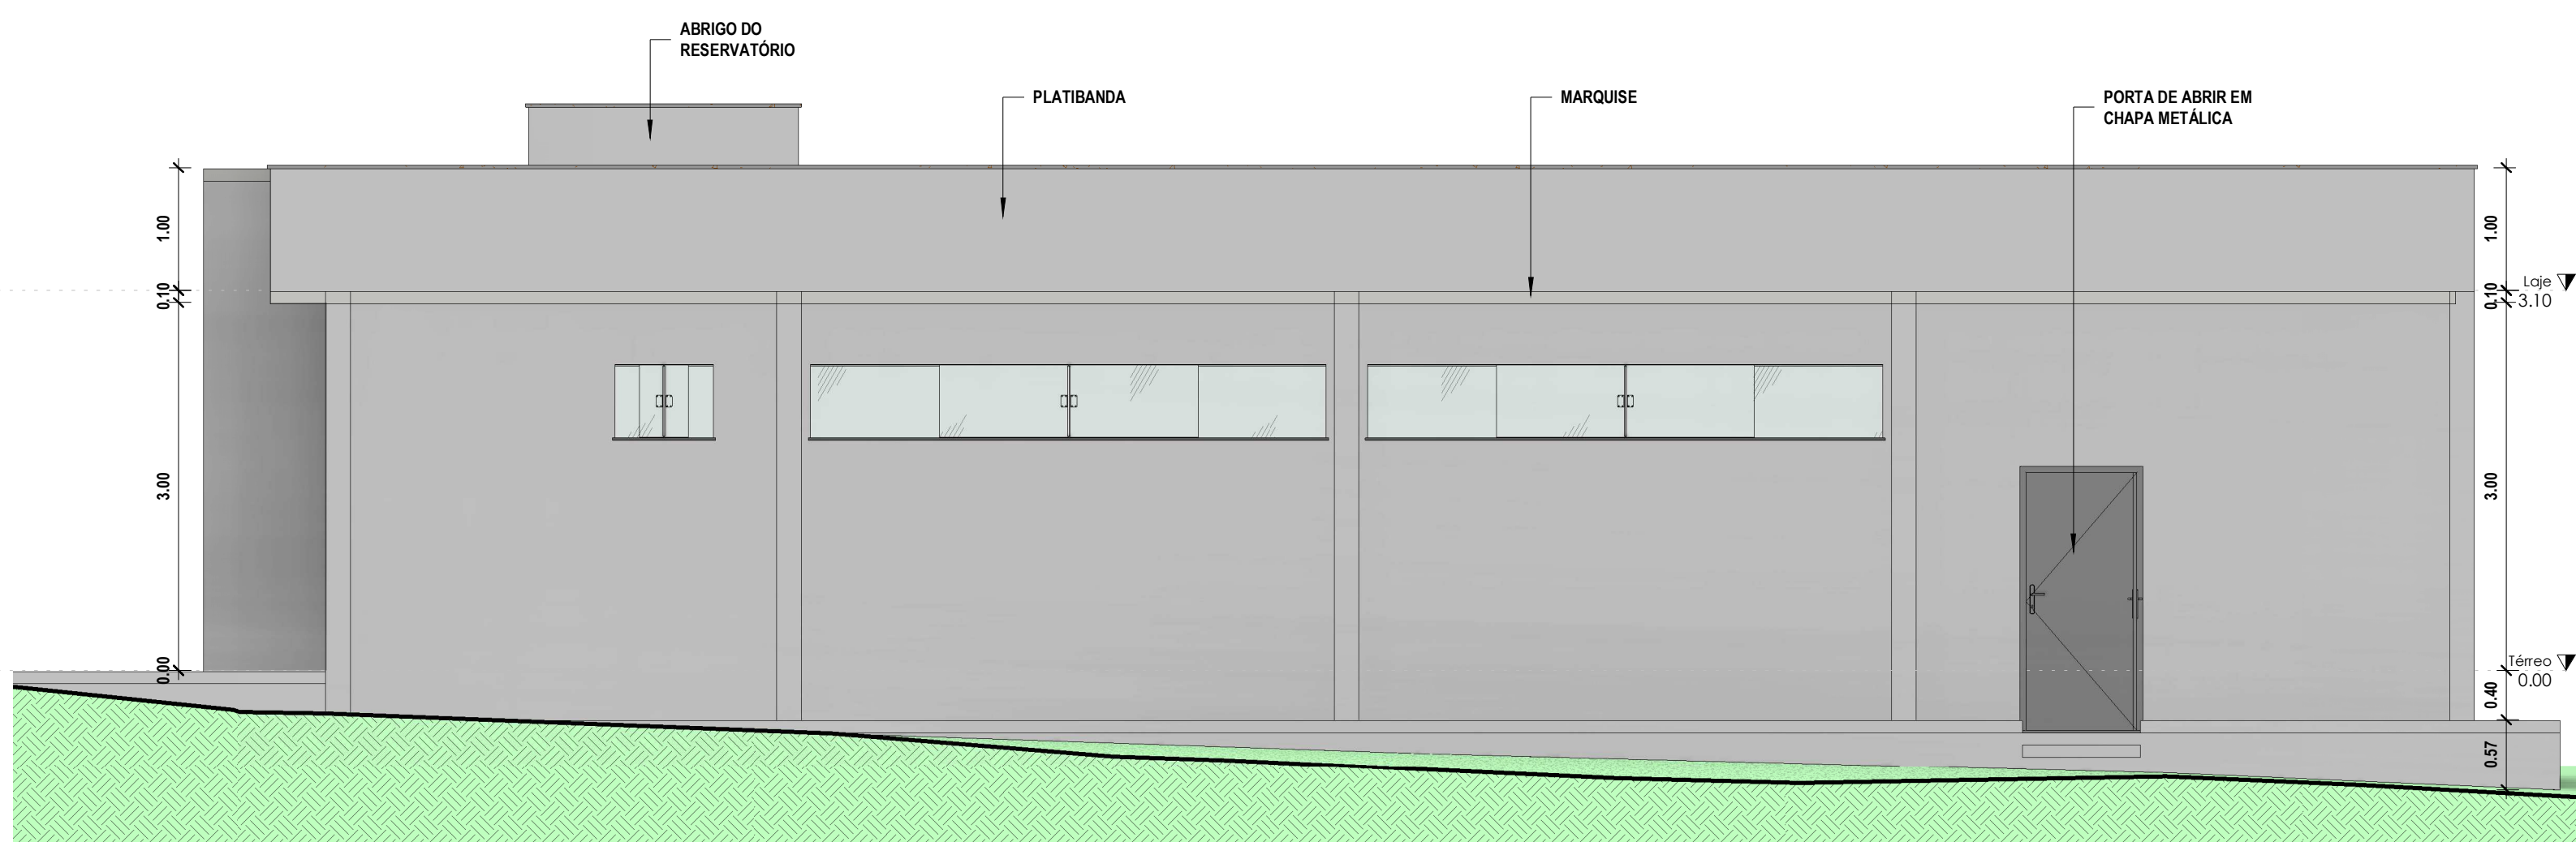 ABRIGO DO
RESERVATÓRIO
PLATIBANDA
MARQUISE
PORTA DE ABRIR EM
CHAPA METÁLICA
1.00
0.10
3.00
0.00
1.00
0.10
3.00
0.40
0.57
Laje
3.10
Térreo
0.00